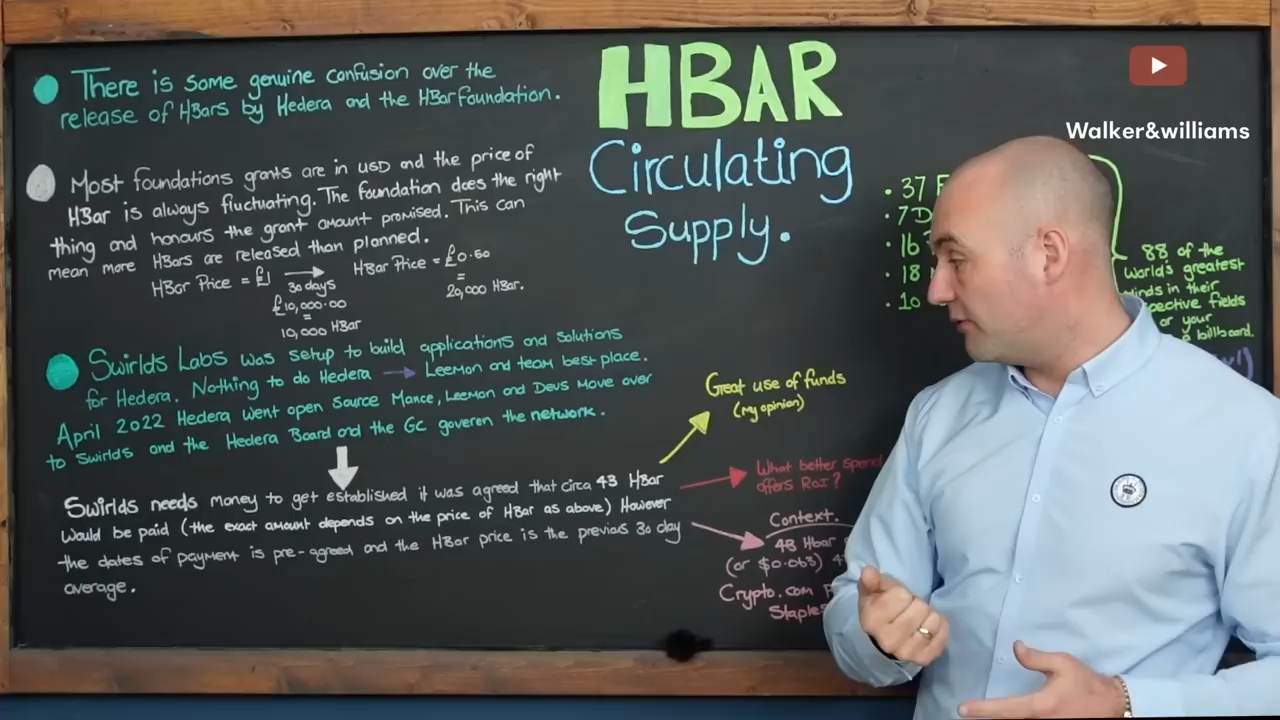 HBAR
Circulating
Supply.
There is some genuine confusion over the
release of HBars by Hedera and the HBar Foundation.
Most foundations grants are in USD and the price of
HBar is always fluctuating. The foundation does the right
thing and honours the grant amount promised. This can
mean more HBars are released than planned.
HBar Price = £1
30 days
HBar Price = £0.50
£10,000.00
=
10,000 HBar
=
20,000 HBar.
Swirlds Labs was setup to build applications and solutions
for Hedera. Nothing to do Hedera → Leemon and team best place.
April 2022 Hedera went open source Mance, Leemon and Devs move over
to Swirlds and the Hedera Board and the GC goveren the network.
Swirlds needs money to get established it was agreed that circa 43 HBar
would be paid (the exact amount depends on the price of HBar as above) However
the dates of payment is pre-agreed and the HBar price is the previous 30 day
average.
Great use of funds
(my opinion)
What better spend
offers RoI?
Context.
43 HBar
(or $0.063) 4
Crypto.com
Staples
• 37
• 7D
• 16
• 18
• 10
88 of the
worlds greatest
minds in their
respective fields
or your
billboard.
Walker&williams